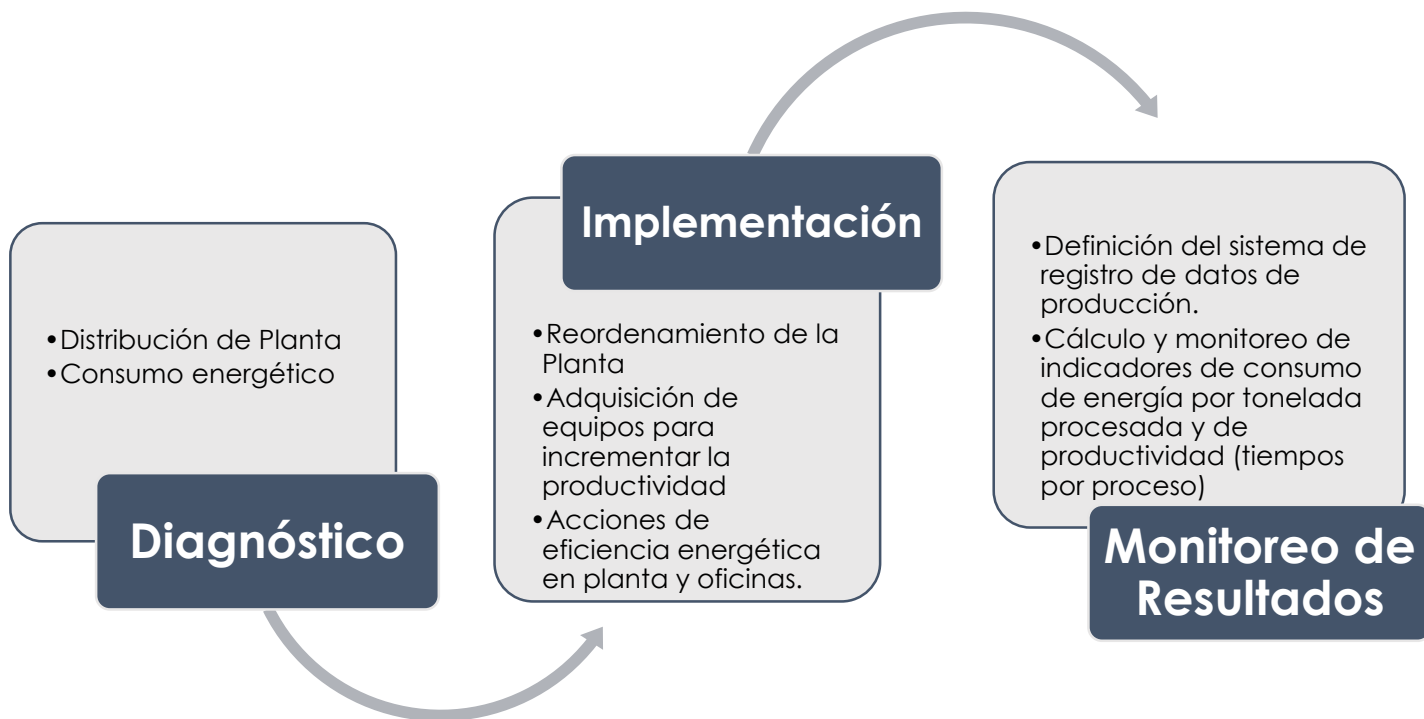 •Distribución de Planta
•Consumo energético
Diagnóstico
Implementación
•Reordenamiento de la
Planta
•Adquisición de
equipos para
incrementar la
productividad
•Acciones de
eficiencia energética
en planta y oficinas.
•Definición del sistema de
registro de datos de
producción.
•Cálculo y monitoreo de
indicadores de consumo
de energía por tonelada
procesada y de
productividad (tiempos
por proceso)
Monitoreo de
Resultados